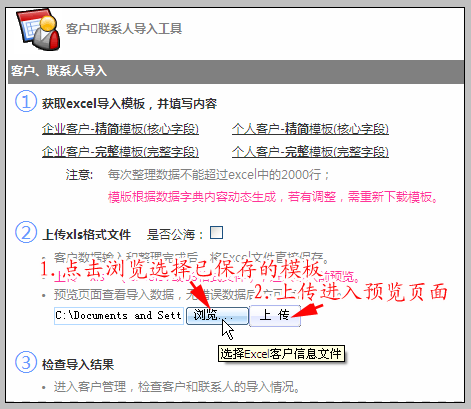 客户▯联系人导入工具
客户、联系人导入
① 获取excel导入模板，并填写内容
企业客户-精简模板(核心字段) 个人客户-精简模板(核心字段)
企业客户-完整模板(完整字段) 个人客户-完整模板(完整字段)
注意: 每次整理数据不能超过excel中的2000行；
模版根据数据字典内容动态生成，若有调整，需重新下载模板。
② 上传xls格式文件 是否公海：
客户数据输入和整理完成后，将Excel文件直接保存。
1.点击浏览选择已保存的模板
预览。
2.上传进入预览页面
预览页面查看导入数据，无错误数据后
C:\Documents and Sett 浏览... 上 传
选择Excel客户信息文件
③ 检查导入结果
进入客户管理，检查客户和联系人的导入情况。